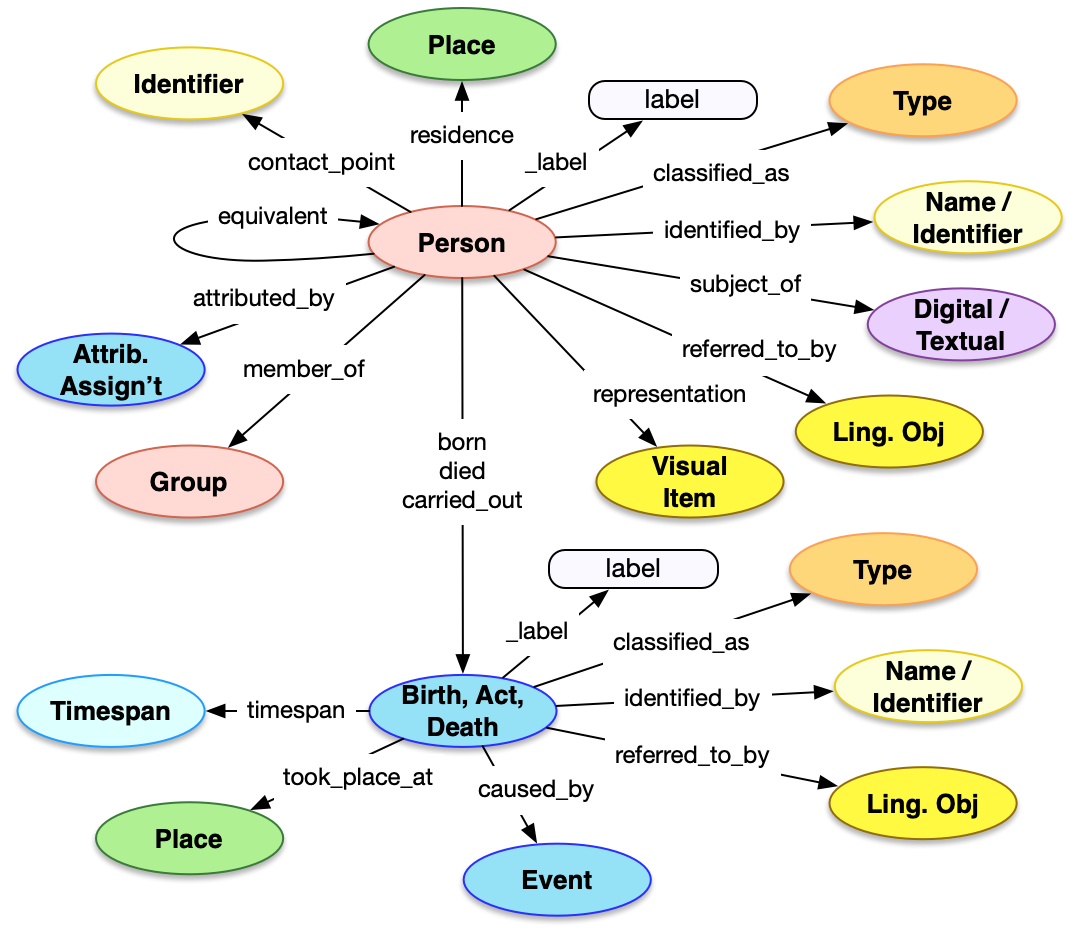 Place
Identifier
label
Type
residence
contact_point
_label
classified_as
equivalent
Person
identified_by
Name /
Identifier
attributed_by
subject_of
Digital /
Textual
Attrib.
Assign’t
member_of
referred_to_by
representation
Ling. Obj
born
died
carried_out
Group
Visual
Item
label
Type
_label
classified_as
Timespan
timespan
Birth, Act,
Death
identified_by
Name /
Identifier
took_place_at
caused_by
referred_to_by
Place
Ling. Obj
Event